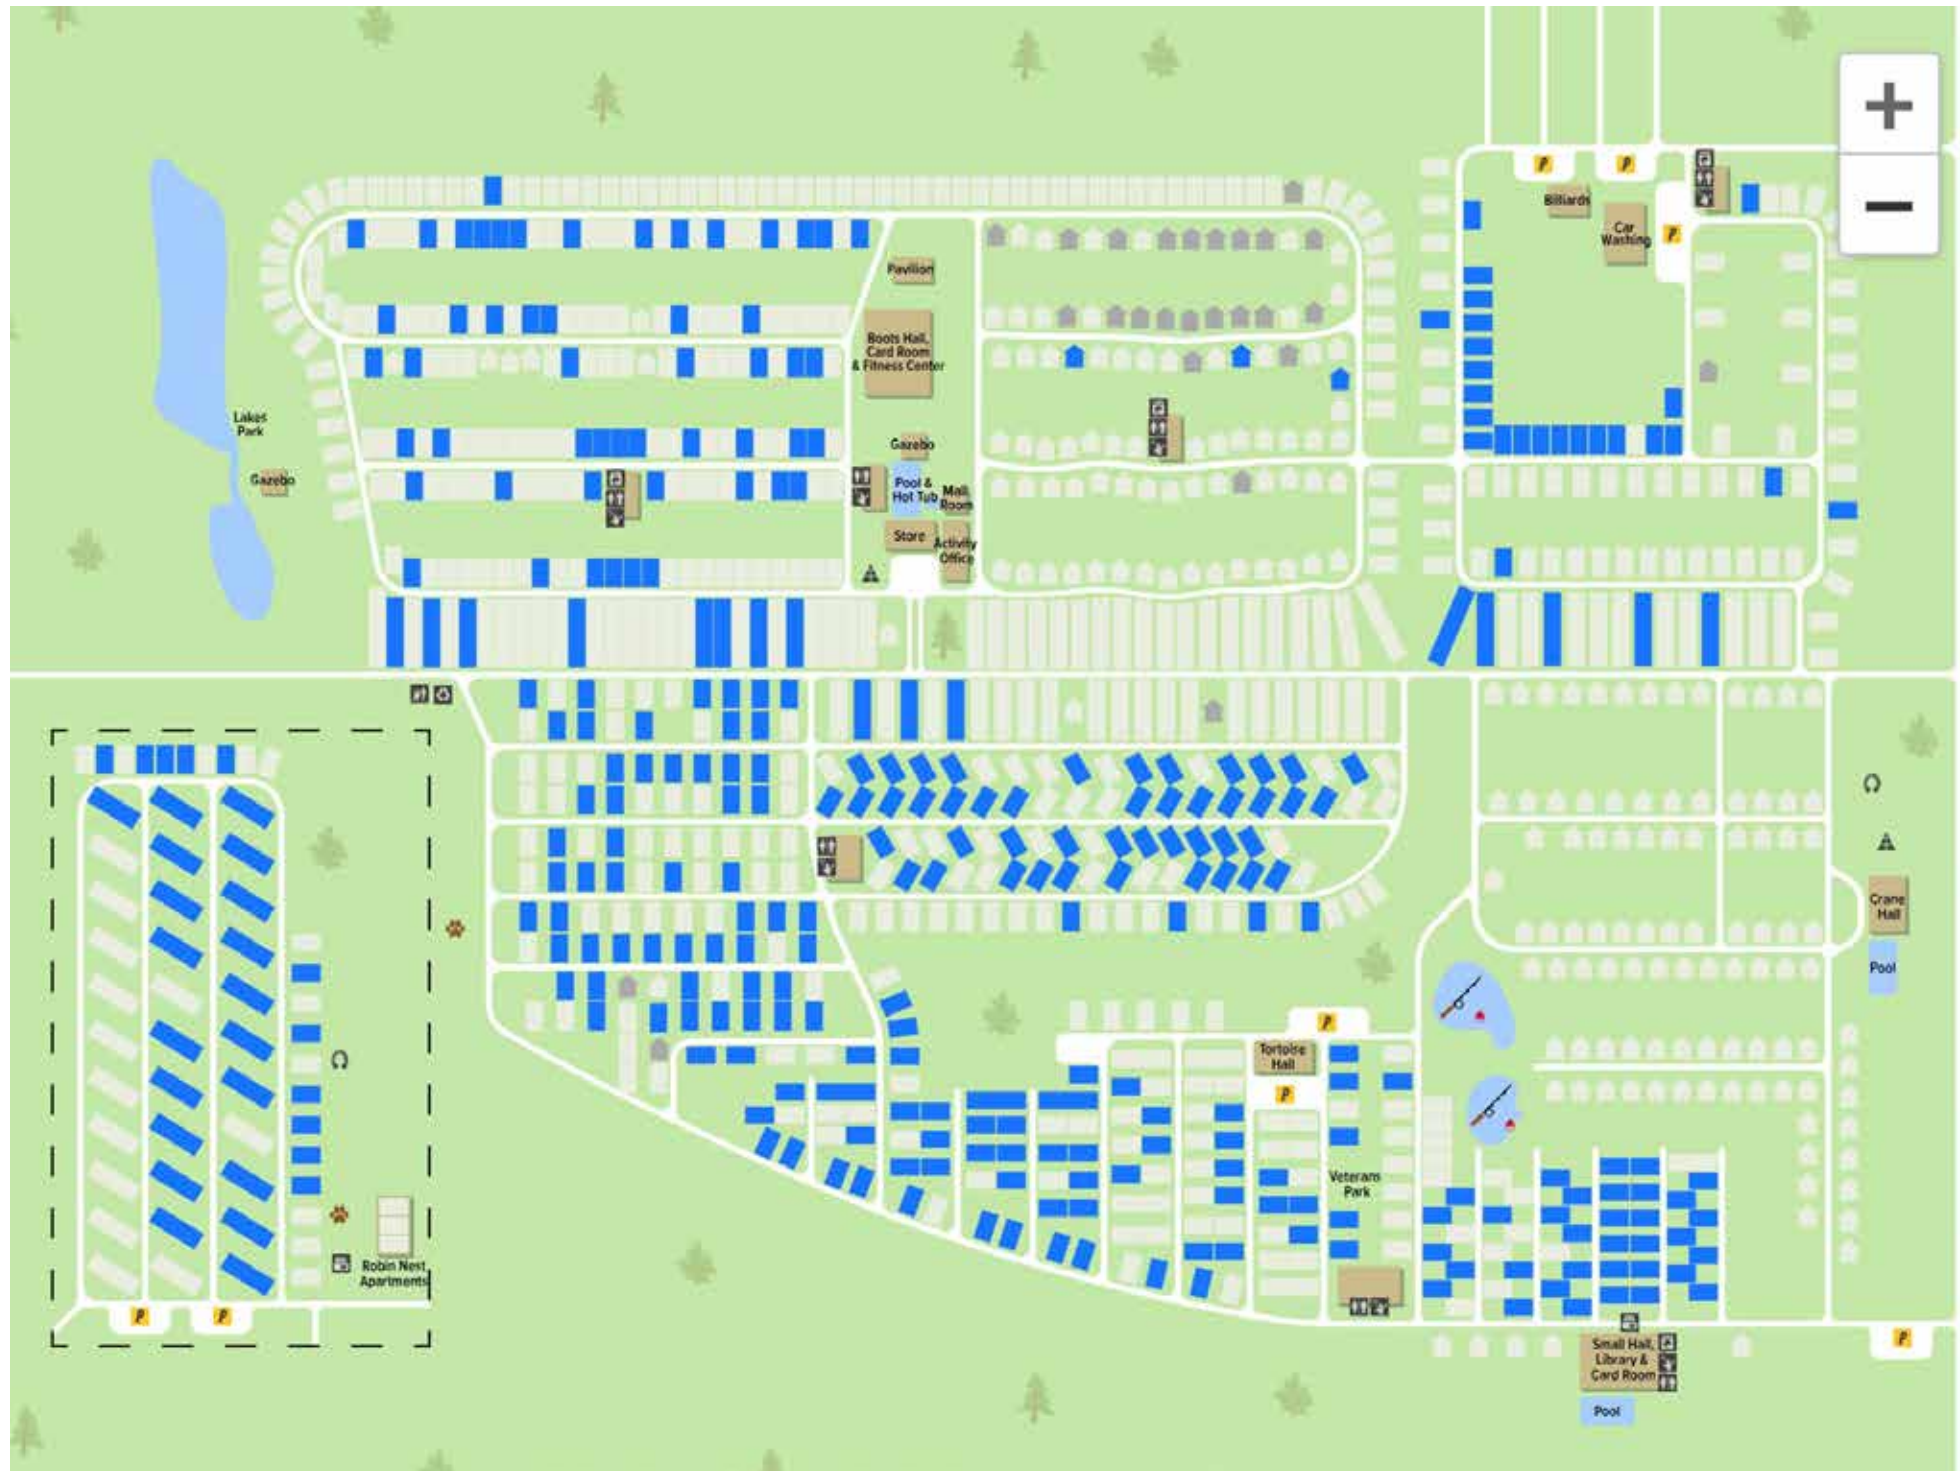 +
P
P
Billiards
−
Car
Washing
P
Pavilion
Boots Hall,
Card Room
& Fitness Center
Lakes
Park
Gazebo
Gazebo
Pool &
Hot Tub
Mail
Room
Store
Activity
Office
Crane
Hall
Pool
P
Tortoise
Hall
P
Veterans
Park
Robin Nest
Apartments
P
P
P
Small Hall,
Library &
Card Room
Pool